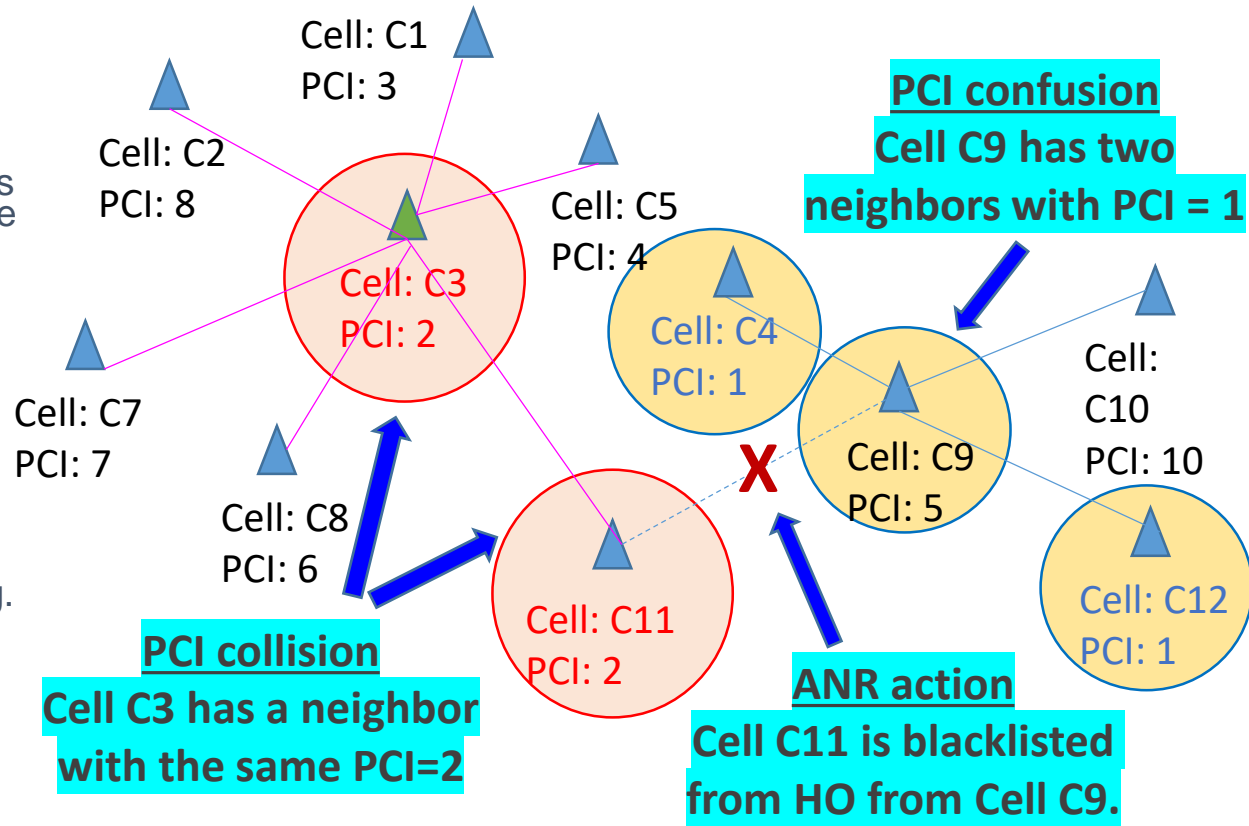 Cell: C1
PCI: 3
Cell: C2
PCI: 8
Cell: C3
PCI: 2
Cell: C5
PCI: 4
PCI confusion
Cell C9 has two
neighbors with PCI = 1
Cell: C4
PCI: 1
Cell:
C10
PCI: 10
Cell: C7
PCI: 7
Cell: C9
PCI: 5
X
Cell: C8
PCI: 6
Cell: C11
PCI: 2
Cell: C12
PCI: 1
PCI collision
Cell C3 has a neighbor
with the same PCI=2
ANR action
Cell C11 is blacklisted
from HO from Cell C9.